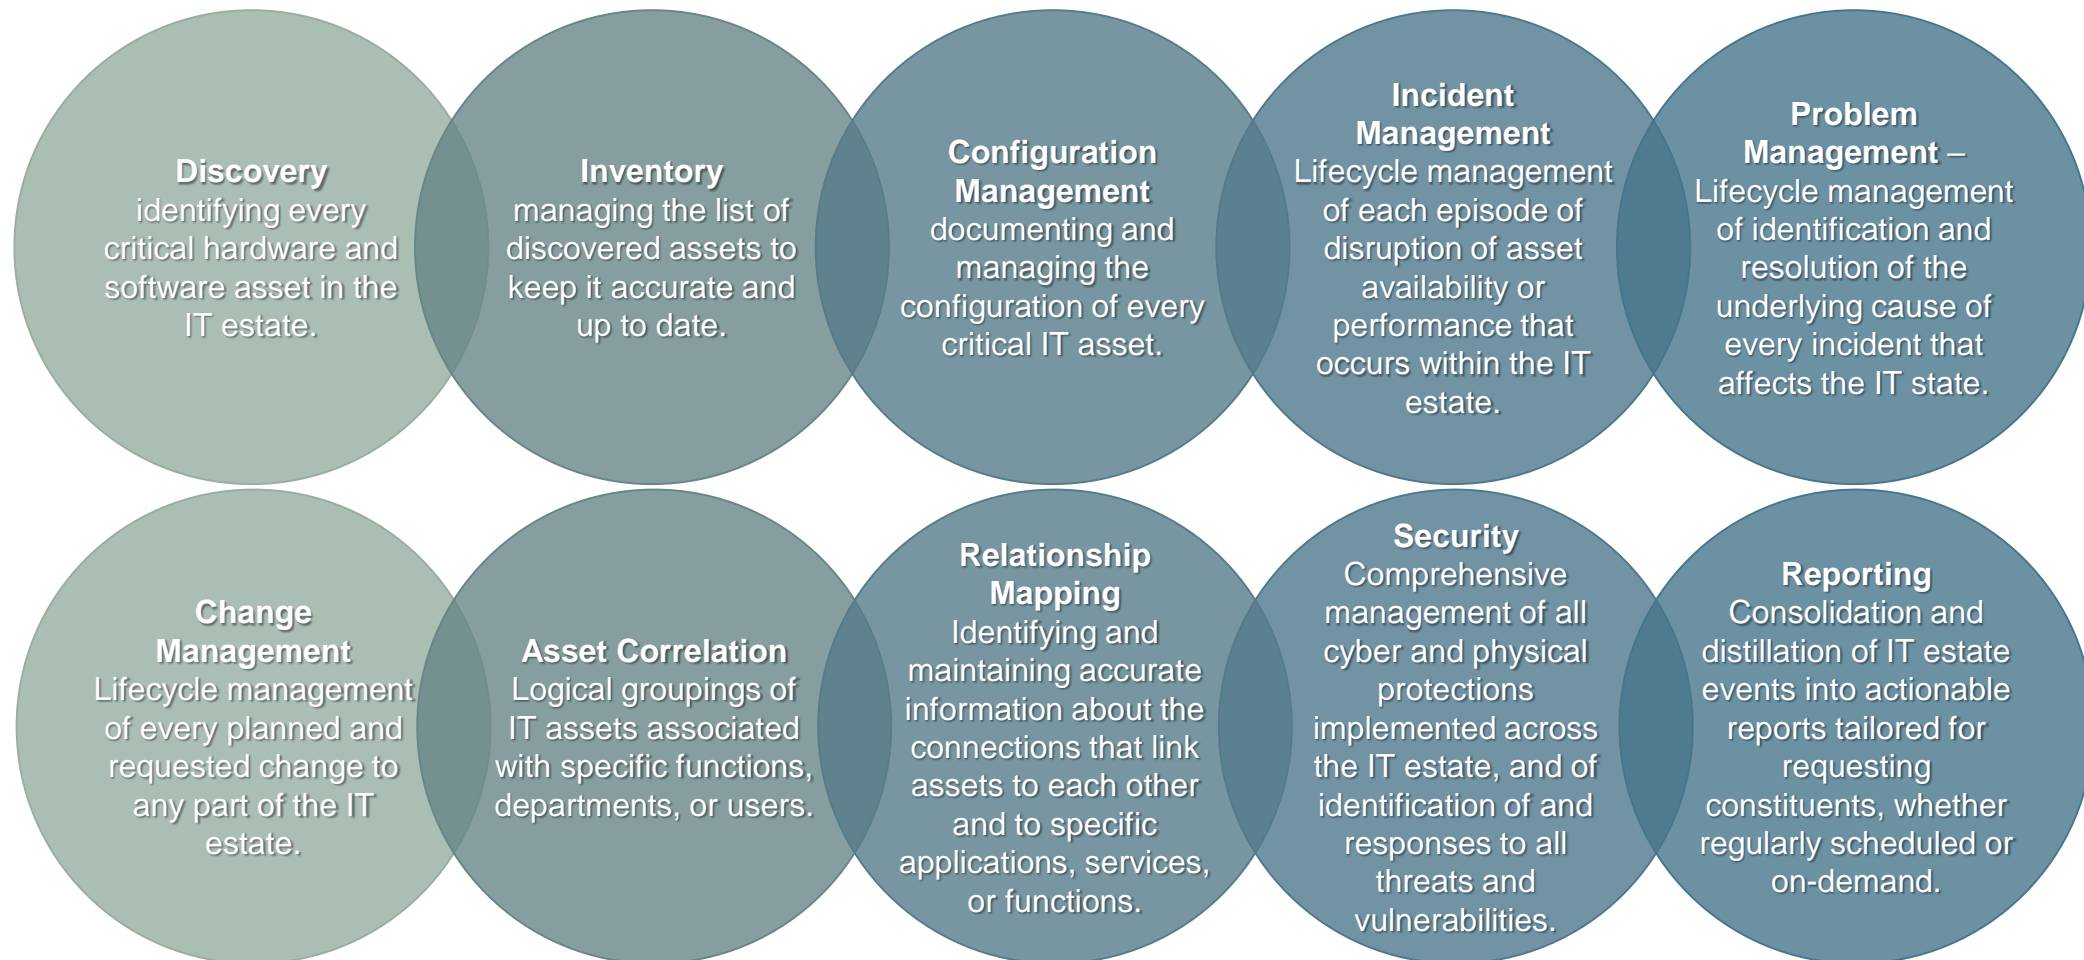 Discovery
identifying every
critical hardware and
software asset in the
IT estate.
Inventory
managing the list of
discovered assets to
keep it accurate and
up to date.
Configuration
Management
documenting and
managing the
configuration of every
critical IT asset.
Incident
Management
Lifecycle management
of each episode of
disruption of asset
availability or
performance that
occurs within the IT
estate.
Problem
Management –
Lifecycle management
of identification and
resolution of the
underlying cause of
every incident that
affects the IT state.
Change
Management
Lifecycle management
of every planned and
requested change to
any part of the IT
estate.
Asset Correlation
Logical groupings of
IT assets associated
with specific functions,
departments, or users.
Relationship
Mapping
Identifying and
maintaining accurate
information about the
connections that link
assets to each other
and to specific
applications, services,
or functions.
Security
Comprehensive
management of all
cyber and physical
protections
implemented across
the IT estate, and of
identification of and
responses to all
threats and
vulnerabilities.
Reporting
Consolidation and
distillation of IT estate
events into actionable
reports tailored for
requesting
constituents, whether
regularly scheduled or
on-demand.